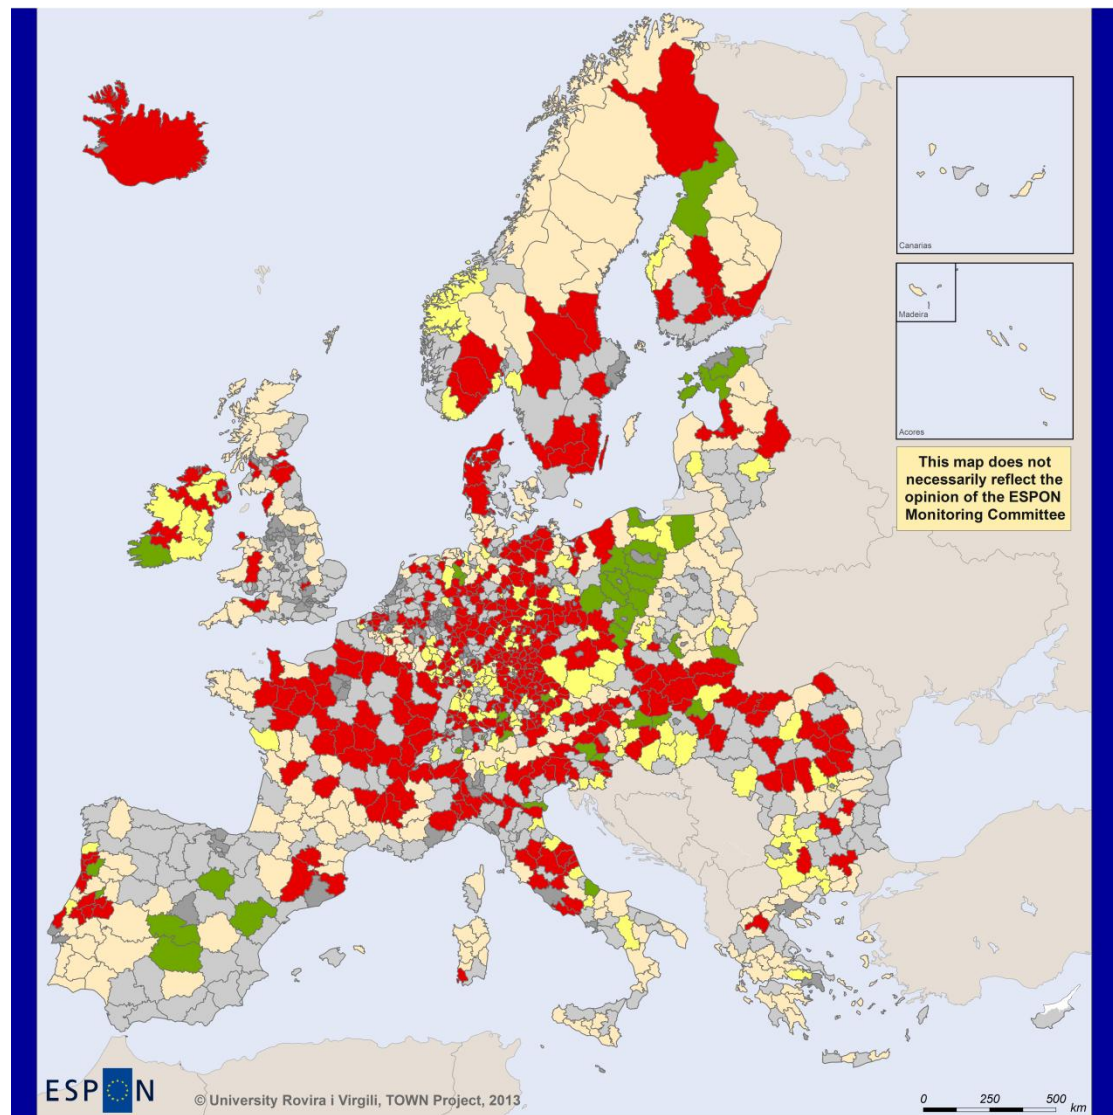 Canarias
Madeira
Acores
This map does not
necessarily reflect the
opinion of the ESPON
Monitoring Committee
ESPON
© University Rovira i Virgili, TOWN Project, 2013
0 250 500
km